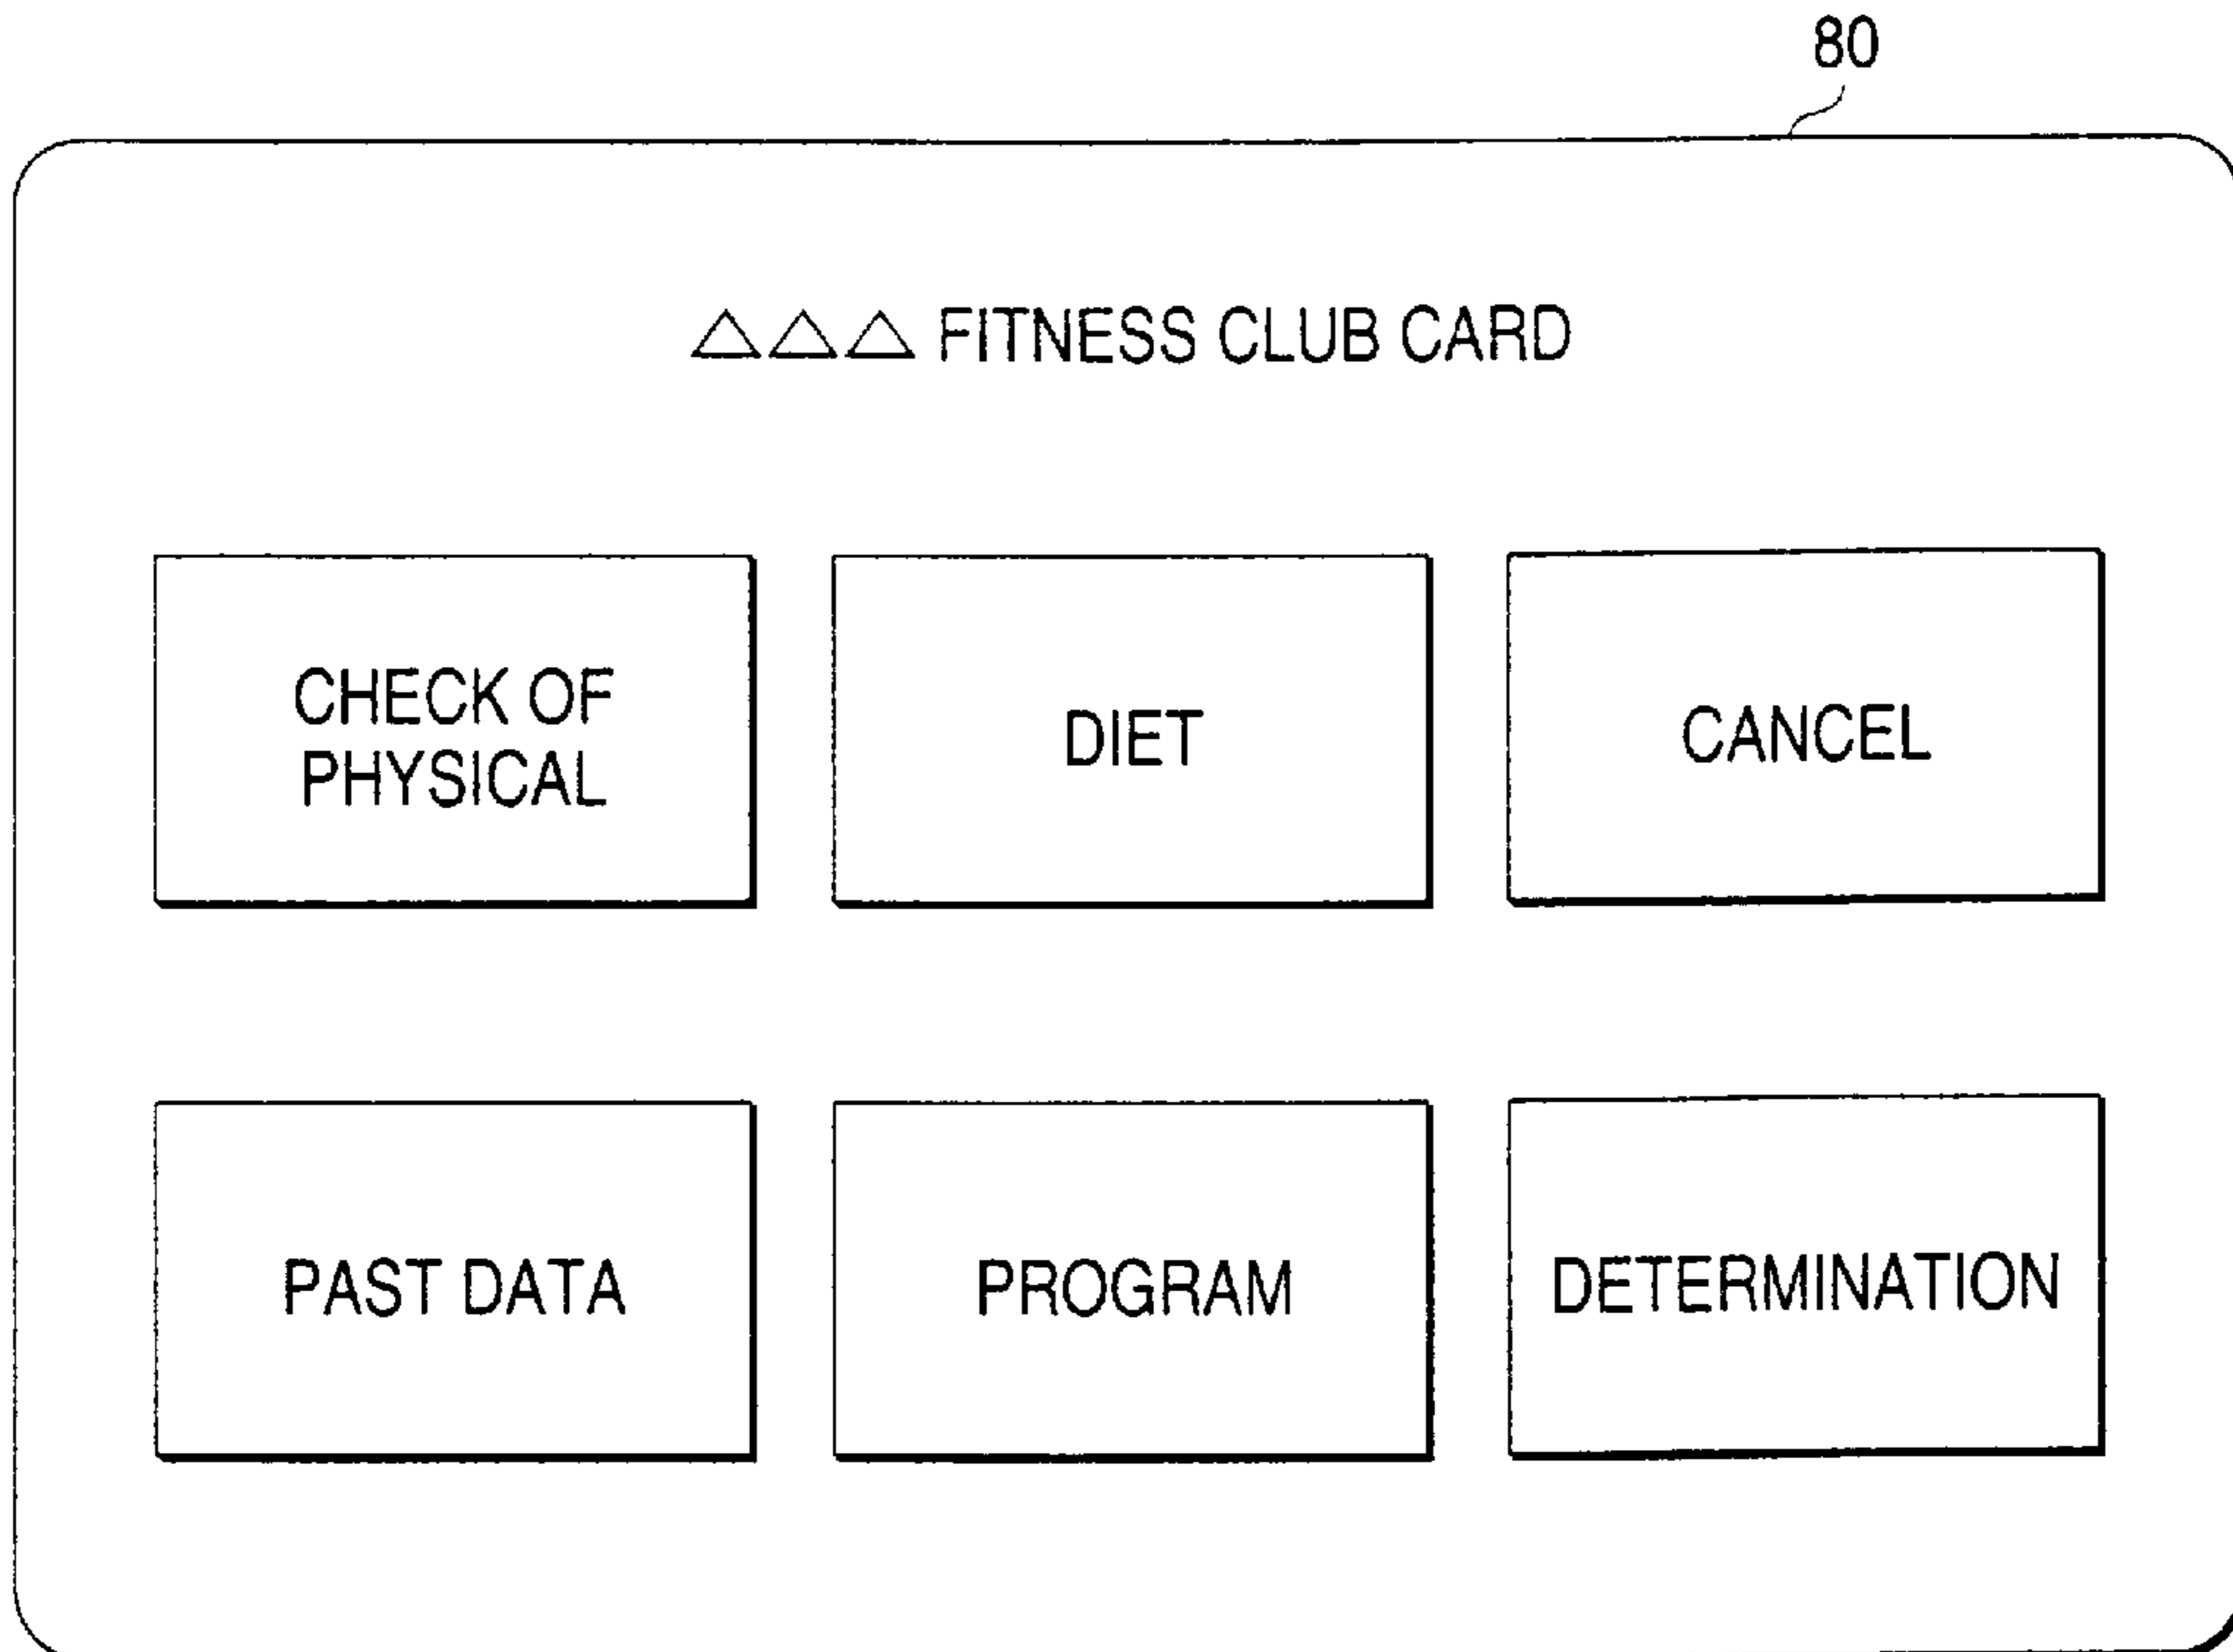 80
△△△ FITNESS CLUB CARD
CHECK OF
PHYSICAL
DIET
CANCEL
PAST DATA
PROGRAM
DETERMINATION